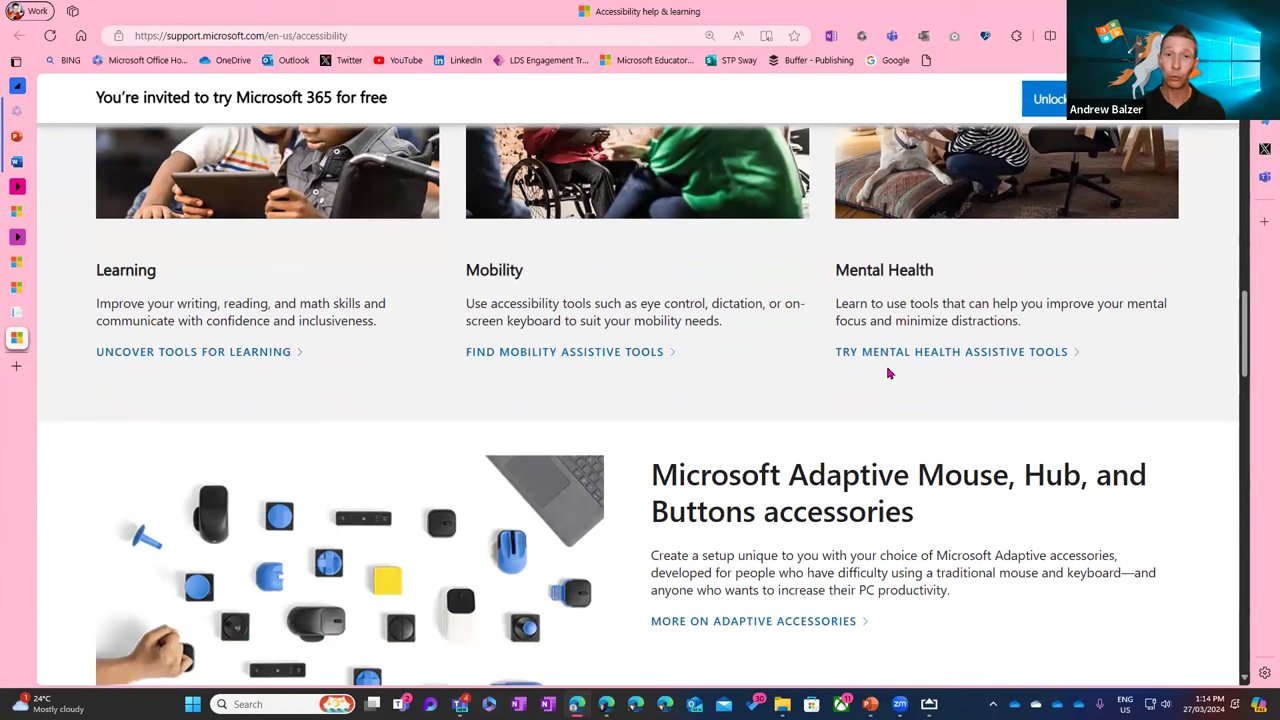 Work
Accessibility help & learning
https://support.microsoft.com/en-us/accessibility
BING
Microsoft Office Ho...
OneDrive
Outlook
Twitter
YouTube
LinkedIn
LDS Engagement Tr...
Microsoft Educator...
STP Sway
Buffer - Publishing
Google
Andrew Balzer
You're invited to try Microsoft 365 for free
Learning
Improve your writing, reading, and math skills and
communicate with confidence and inclusiveness.
UNCOVER TOOLS FOR LEARNING
Mobility
Use accessibility tools such as eye control, dictation, or on-
screen keyboard to suit your mobility needs.
FIND MOBILITY ASSISTIVE TOOLS
Mental Health
Learn to use tools that can help you improve your mental
focus and minimize distractions.
TRY MENTAL HEALTH ASSISTIVE TOOLS
Microsoft Adaptive Mouse, Hub, and
Buttons accessories
Create a setup unique to you with your choice of Microsoft Adaptive accessories,
developed for people who have difficulty using a traditional mouse and keyboard—and
anyone who wants to increase their PC productivity.
MORE ON ADAPTIVE ACCESSORIES
24°C
Mostly cloudy
Search
ENG
US
1:14 PM
27/03/2024